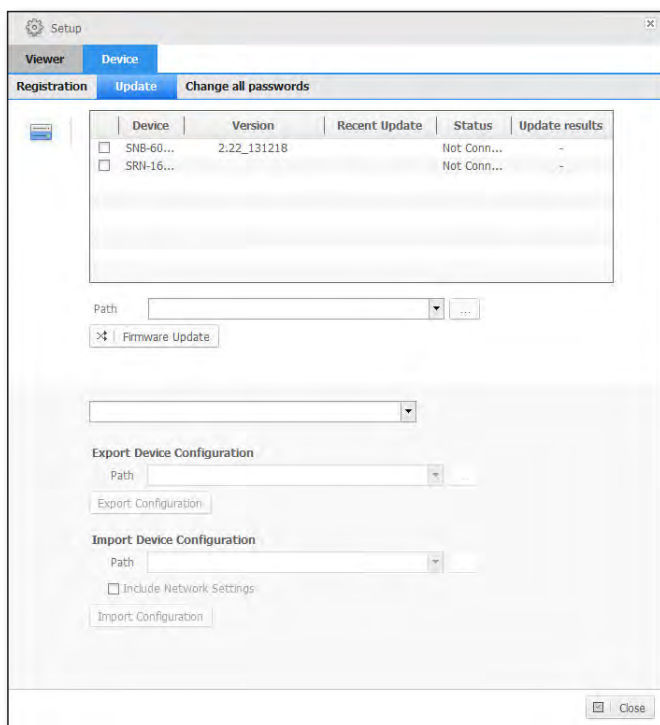 Setup
Viewer Device
Registration Update Change all passwords
Device Version Recent Update Status Update results
SNB-60... 2.22_131218 Not Conn... -
SRN-16... Not Conn... -
Path ...
Firmware Update
Export Device Configuration
Path ...
Export Configuration
Import Device Configuration
Path
Include Network Settings
Import Configuration
Close